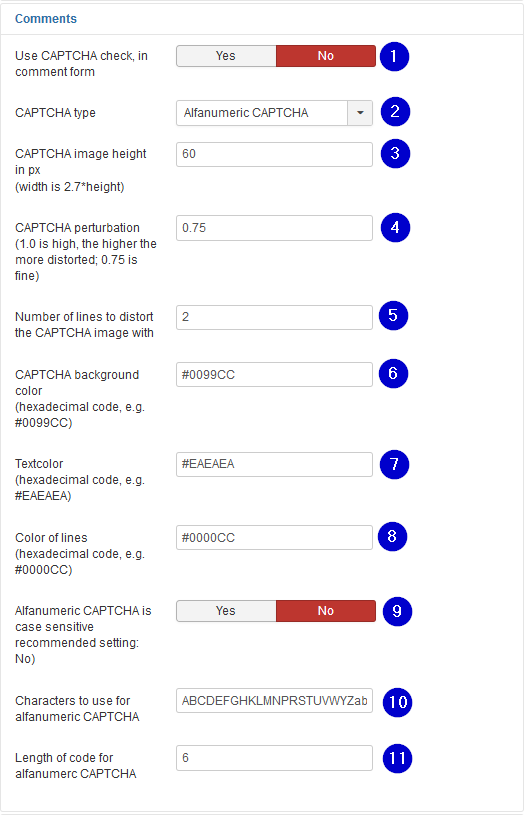 Comments
Use CAPTCHA check, in
comment form
Yes No 1
CAPTCHA type
Alfanumeric CAPTCHA 2
CAPTCHA image height
in px
(width is 2.7*height)
60 3
CAPTCHA perturbation
(1.0 is high, the higher the
more distorted; 0.75 is
fine)
0.75 4
Number of lines to distort
the CAPTCHA image with
2 5
CAPTCHA background
color
(hexadecimal code, e.g.
#0099CC)
#0099CC 6
Textcolor
(hexadecimal code, e.g.
#EAEAEA)
#EAEAEA 7
Color of lines
(hexadecimal code, e.g.
#0000CC)
#0000CC 8
Alfanumeric CAPTCHA is
case sensitive
recommended setting:
No)
Yes No 9
Characters to use for
alfanumeric CAPTCHA
ABCDEFGHKLMNPRSTUVWYZab 10
Length of code for
alfanumerc CAPTCHA
6 11